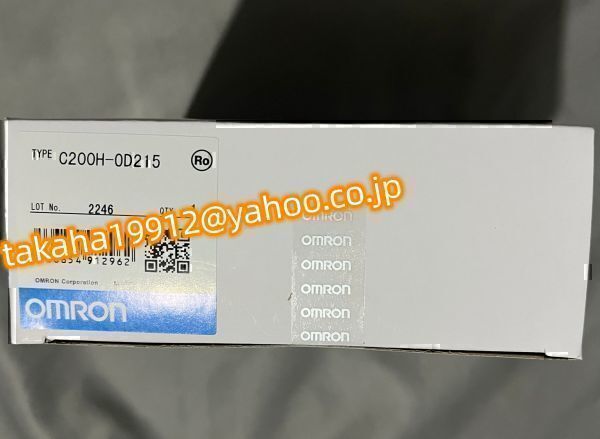 TYPE C200H-OD215 Ro
LOT No. 2246 QTY 1
takaha19912@yahoo.co.jp
912962
OMRON Corporation
OMRON
OMRON
OMRON
OMRON
OMRON
OMRON
OMRON